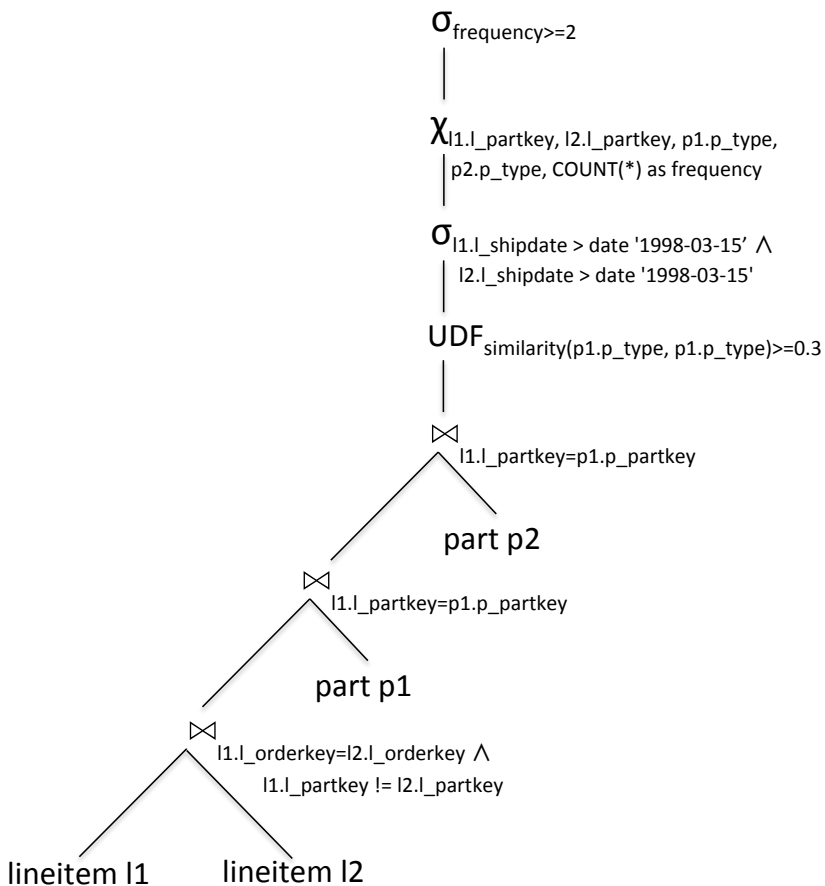 σfrequency>=2
χl1.l_partkey, l2.l_partkey, p1.p_type,
p2.p_type, COUNT(*) as frequency
σl1.l_shipdate > date '1998-03-15’ ∧
l2.l_shipdate > date '1998-03-15'
UDFsimilarity(p1.p_type, p1.p_type)>=0.3
⋈l1.l_partkey=p1.p_partkey
part p2
⋈l1.l_partkey=p1.p_partkey
part p1
⋈l1.l_orderkey=l2.l_orderkey ∧
l1.l_partkey != l2.l_partkey
lineitem l1 lineitem l2